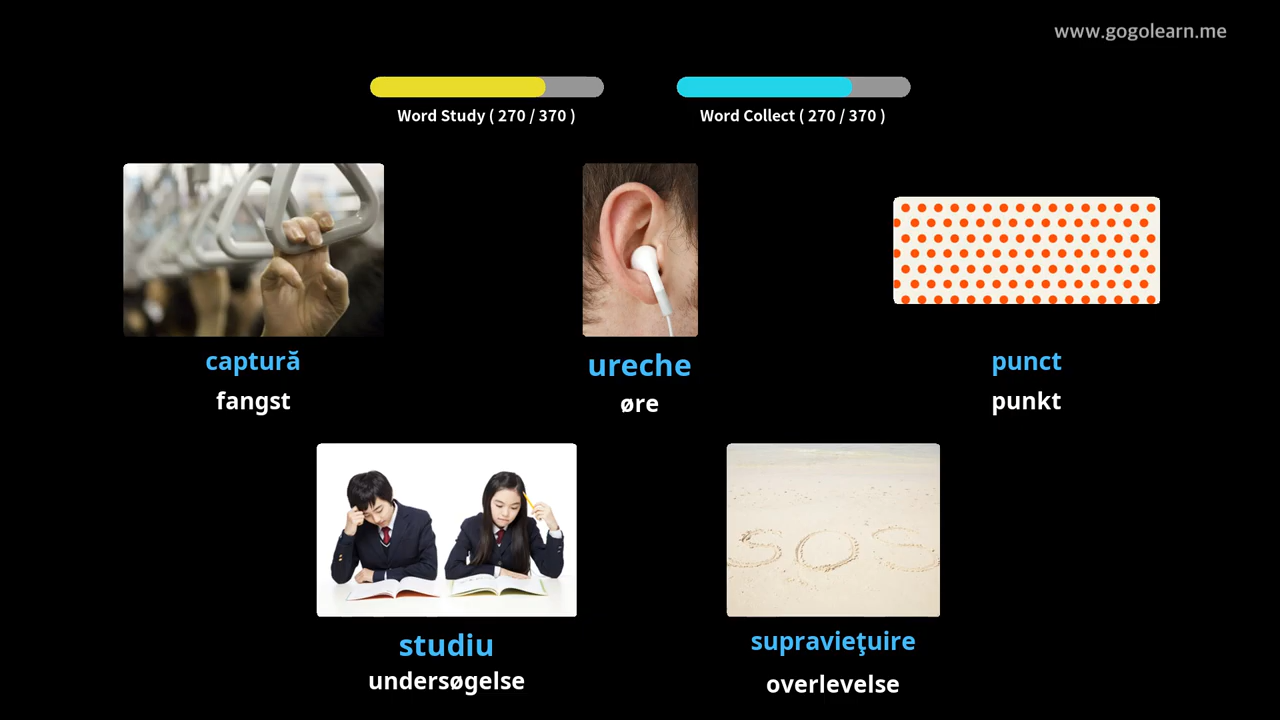 www.gogolearn.me
Word Study ( 270 / 370 )
Word Collect ( 270 / 370 )
captură
fangst
ureche
øre
punct
punkt
SOS
studiu
undersøgelse
supravieţuire
overlevelse